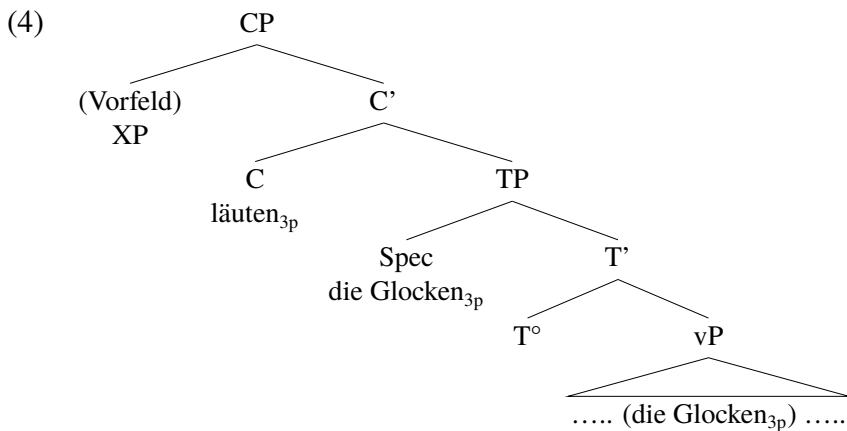 (4)
CP
(Vorfeld) C’
XP
C TP
läuten3p
Spec T’
die Glocken3p
T° vP
….. (die Glocken3p) …..